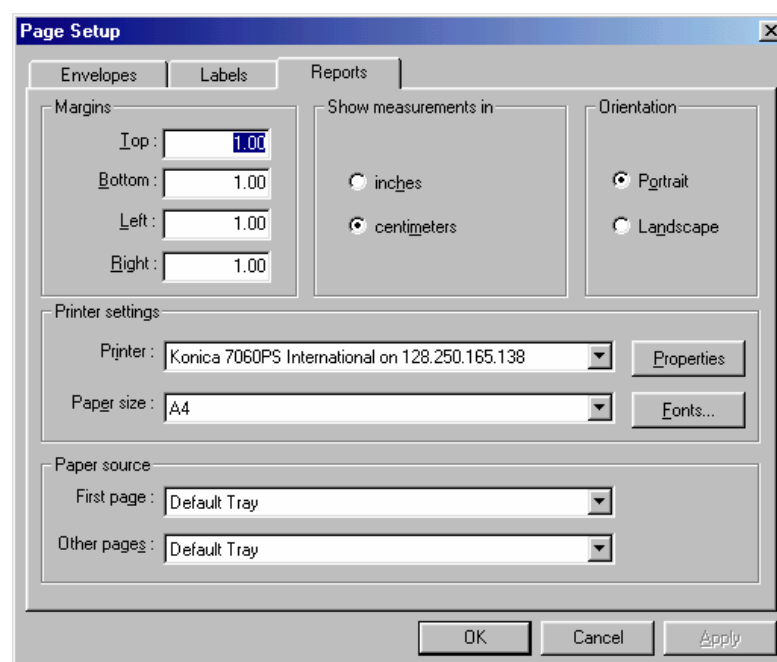 Page Setup
Envelopes Labels Reports
Margins
Top : 1.00
Bottom : 1.00
Left : 1.00
Right : 1.00
Show measurements in
inches
centimeters
Orientation
Portrait
Landscape
Printer settings
Printer : Konica 7060PS International on 128.250.165.138 Properties
Paper size : A4 Fonts...
Paper source
First page : Default Tray
Other pages : Default Tray
OK Cancel Apply